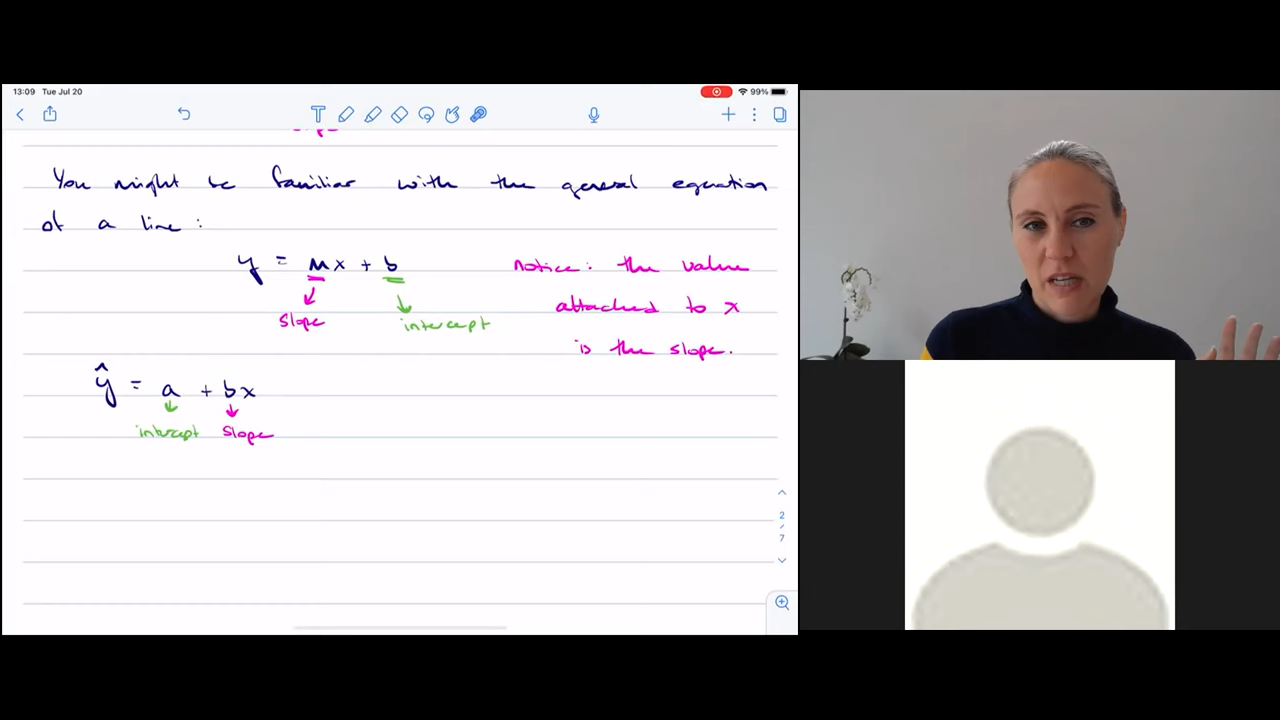 13:09 Tue Jul 20
99%
You might be familiar with the general equation
of a line:
y = mx + b
slope
intercept
notice: the value
attached to x
is the slope.
ŷ = a + bx
intercept
slope
2
/
7